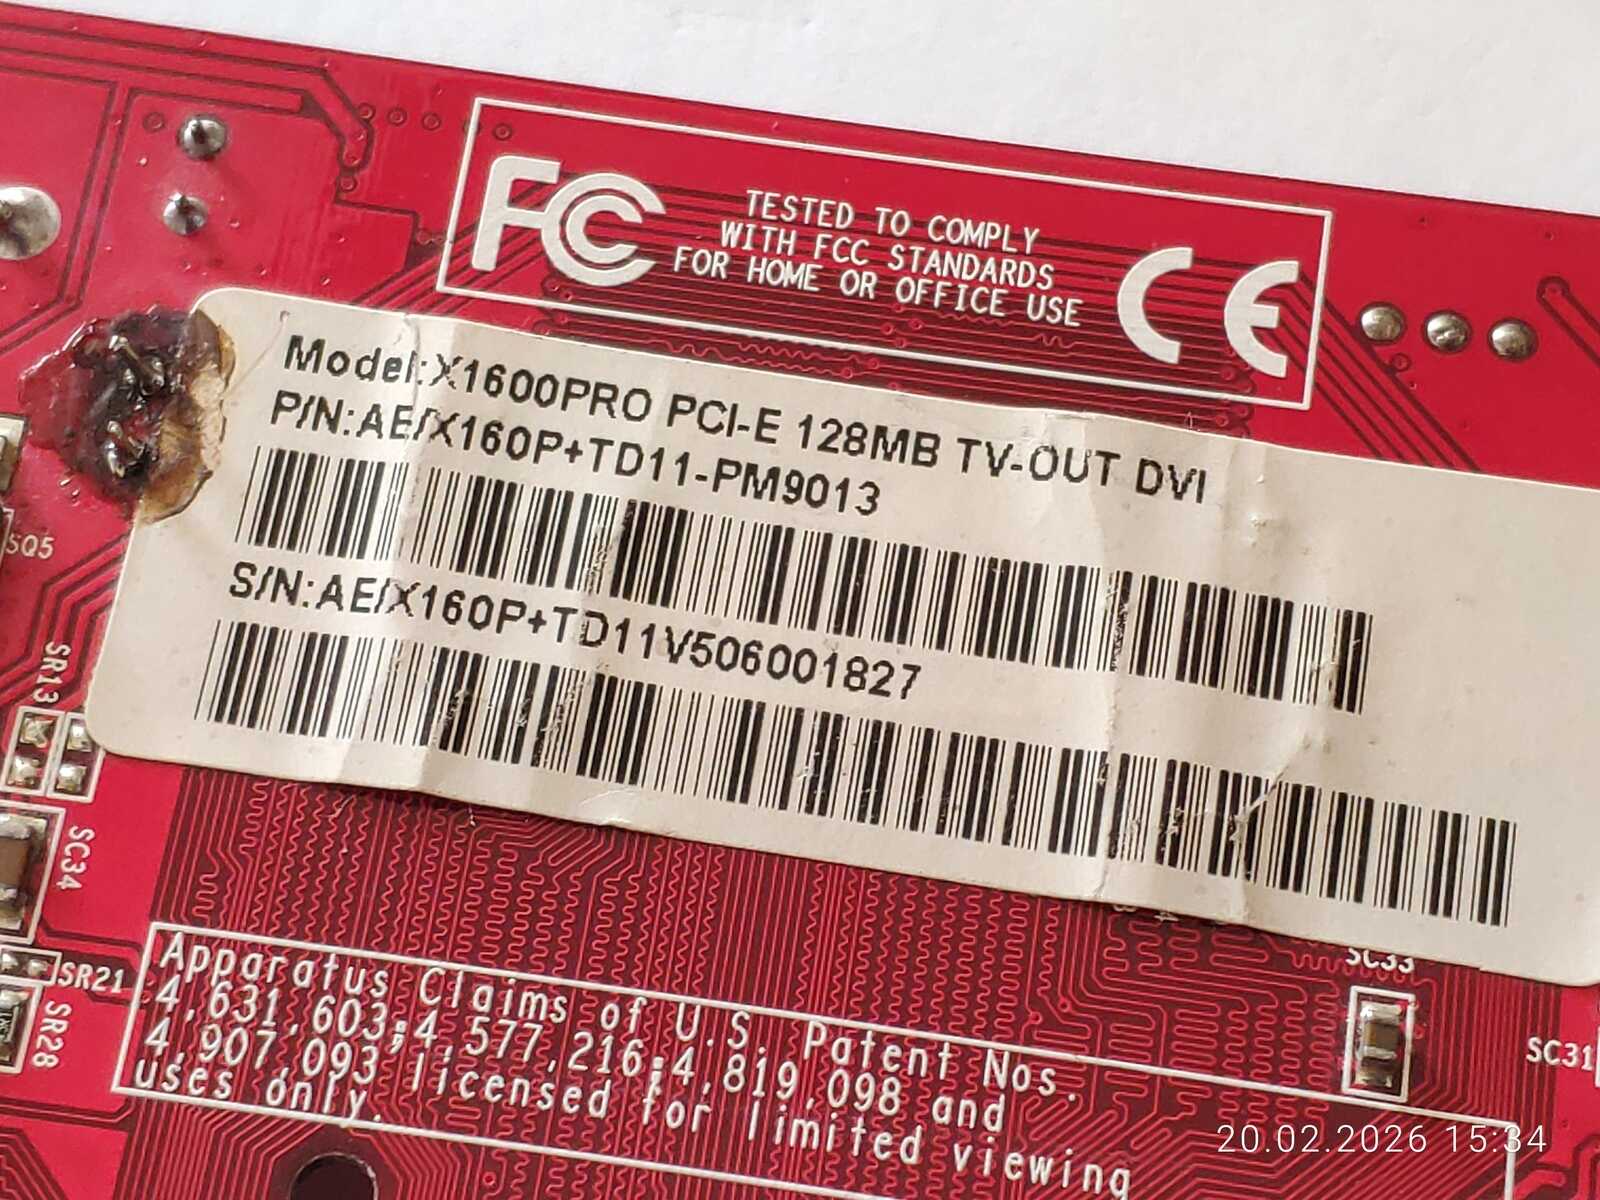 FCC
TESTED TO COMPLY
WITH FCC STANDARDS
FOR HOME OR OFFICE USE
CE
Model:X1600PRO PCI-E 128MB TV-OUT DVI
P/N:AE/X160P+TD11-PM9013
S/N:AE/X160P+TD11V506001827
SQ5
SR13
SC34
SR21
SR28
SC33
SC31
Apparatus Claims of U.S. Patent Nos.
4,631,603;4,577,216;4,819,098 and
4,907,093 licensed for limited viewing
uses only.
20.02.2026 15:34